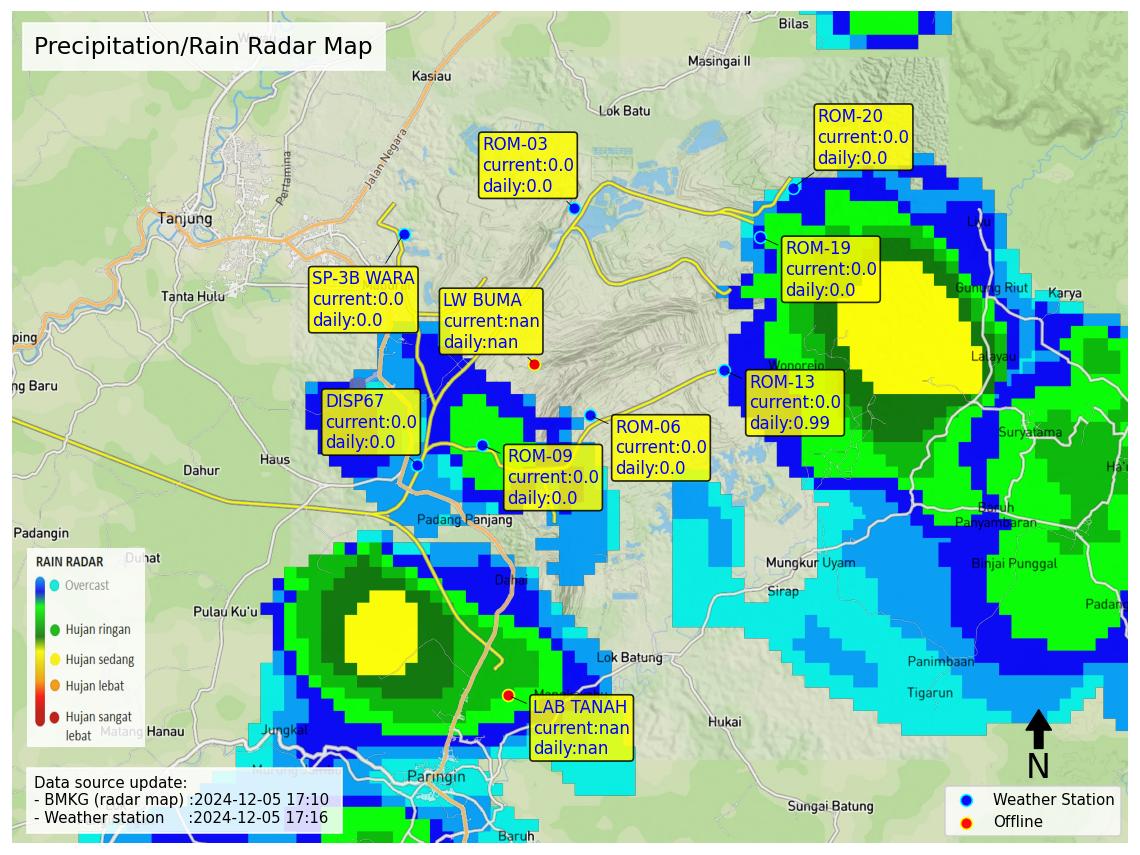 Precipitation/Rain Radar Map
Bilas
Masingai II
Kasiau
Lok Batu
Jalan Negara
Pertamina
ROM-20
current:0.0
daily:0.0
ROM-03
current:0.0
daily:0.0
Tanjung
Liyu
ROM-19
current:0.0
daily:0.0
SP-3B WARA
current:0.0
daily:0.0
LW BUMA
current:nan
daily:nan
Tanta Hulu
Gunung Riut
Karya
ping
Lalayau
Wonorejo
ng Baru
ROM-13
current:0.0
daily:0.99
DISP67
current:0.0
daily:0.0
ROM-06
current:0.0
daily:0.0
Suryatama
ROM-09
current:0.0
daily:0.0
Haus
Dahur
Ha'u
Buruh
Panyambaran
Padang Panjang
Padangin
Duhat
Mungkur Uyam
Binjai Punggal
Dahai
Sirap
Padang
Pulau Ku'u
RAIN RADAR
Overcast
Hujan ringan
Hujan sedang
Hujan lebat
Hujan sangat
lebat
Lok Batung
Panimbaan
Tigarun
LAB TANAH
current:nan
daily:nan
Hukai
Matang Hanau
Jungkal
Paringin
Sungai Batung
Baruh
N
Data source update:
- BMKG (radar map) :2024-12-05 17:10
- Weather station :2024-12-05 17:16
Weather Station
Offline